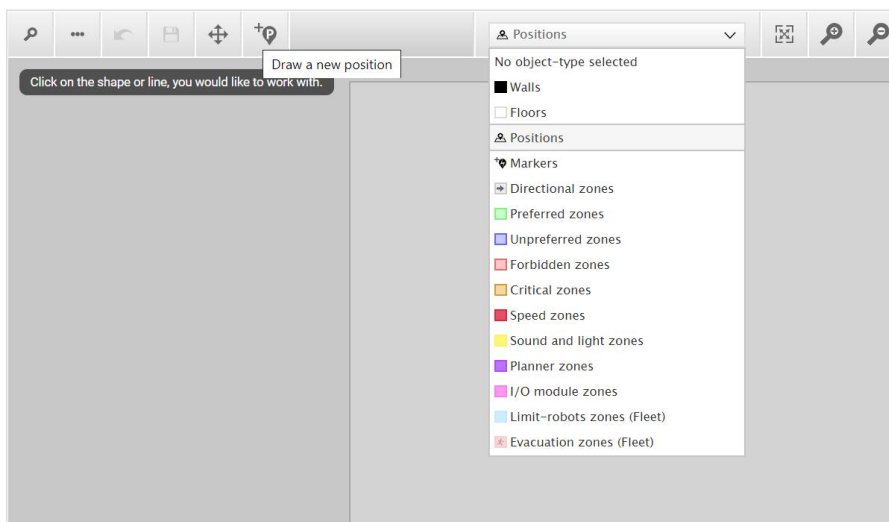 Positions
Draw a new position
Click on the shape or line, you would like to work with.
No object-type selected
Walls
Floors
Positions
Markers
Directional zones
Preferred zones
Unpreferred zones
Forbidden zones
Critical zones
Speed zones
Sound and light zones
Planner zones
I/O module zones
Limit-robots zones (Fleet)
Evacuation zones (Fleet)